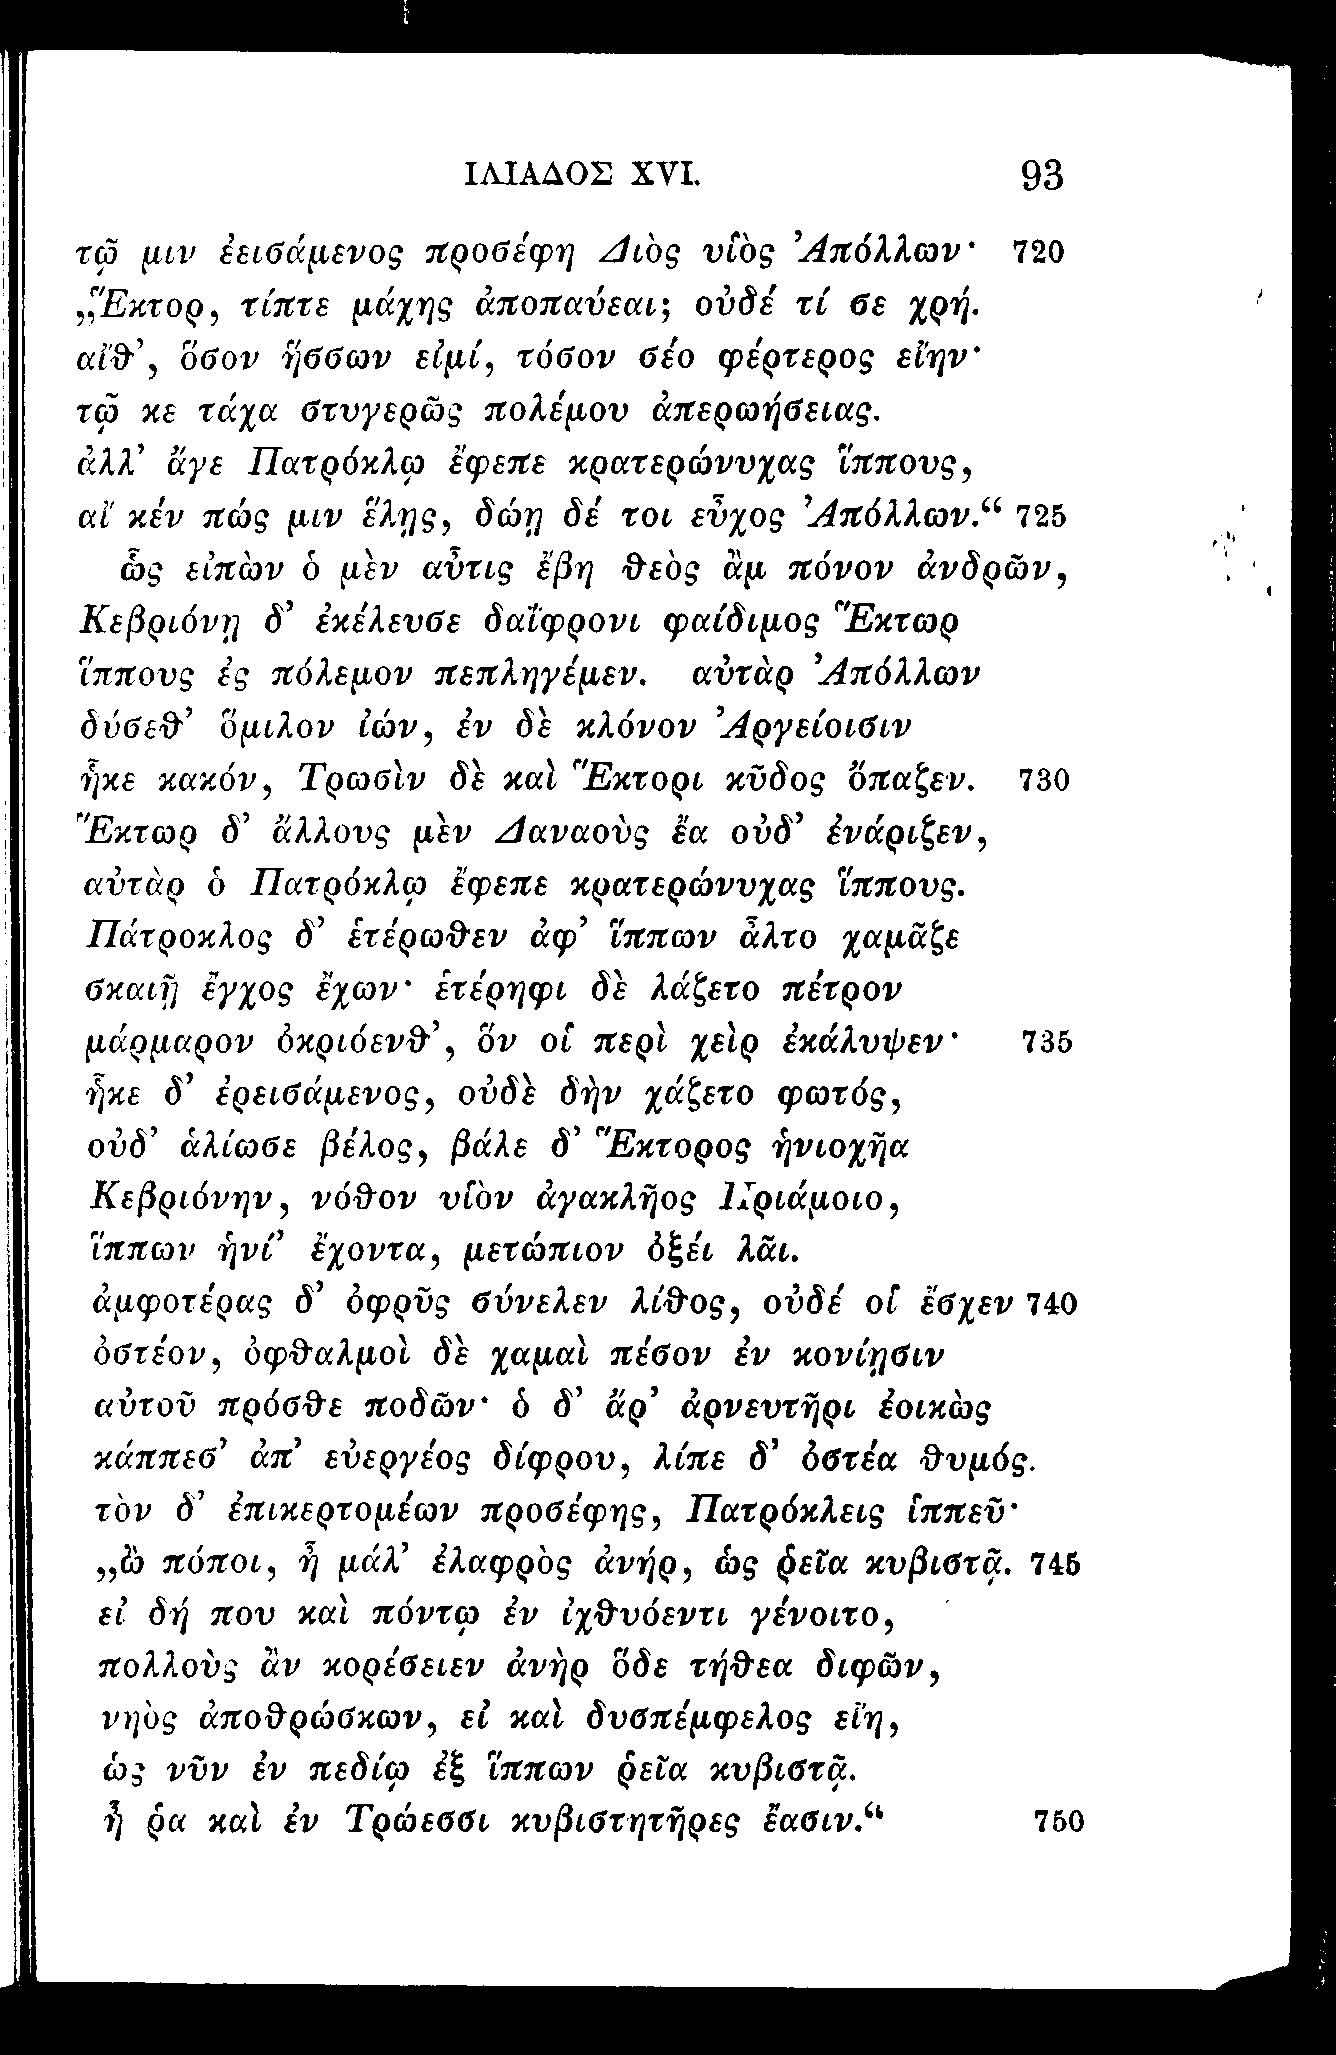 ΙΛΙΑΔΟΣ XVI. 93
τῷ μιν ἐεισάμενος προσέφη Διὸς υἱὸς Ἀπόλλων· 720
„Ἕκτορ, τίπτε μάχης ἀποπαύεαι; οὐδέ τί σε χρή.
αἴθ’, ὅσον ἥσσων εἰμί, τόσον σέο φέρτερος εἴην·
τῷ κε τάχα στυγερῶς πολέμου ἀπερωήσειας.
ἀλλ’ ἄγε Πατρόκλῳ ἔφεπε κρατερώνυχας ἵππους,
αἴ κέν πώς μιν ἕλῃς, δώῃ δέ τοι εὖχος Ἀπόλλων.“ 725
ὣς εἰπὼν ὁ μὲν αὖτις ἔβη θεὸς ἂμ πόνον ἀνδρῶν,
Κεβριόνῃ δ’ ἐκέλευσε δαΐφρονι φαίδιμος Ἕκτωρ
ἵππους ἐς πόλεμον πεπληγέμεν. αὐτὰρ Ἀπόλλων
δύσεθ’ ὅμιλον ἰών, ἐν δὲ κλόνον Ἀργείοισιν
ἧκε κακόν, Τρωσὶν δὲ καὶ Ἕκτορι κῦδος ὄπαζεν. 730
Ἕκτωρ δ’ ἄλλους μὲν Δαναοὺς ἔα οὐδ’ ἐνάριζεν,
αὐτὰρ ὁ Πατρόκλῳ ἔφεπε κρατερώνυχας ἵππους.
Πάτροκλος δ’ ἑτέρωθεν ἀφ’ ἵππων ἆλτο χαμᾶζε
σκαιῇ ἔγχος ἔχων· ἑτέρηφι δὲ λάζετο πέτρον
μάρμαρον ὀκριόενθ’, ὅν οἱ περὶ χεὶρ ἐκάλυψεν· 735
ἧκε δ’ ἐρεισάμενος, οὐδὲ δὴν χάζετο φωτός,
οὐδ’ ἁλίωσε βέλος, βάλε δ’ Ἕκτορος ἡνιοχῆα
Κεβριόνην, νόθον υἱὸν ἀγακλῆος Πριάμοιο,
ἵππων ἡνί’ ἔχοντα, μετώπιον ὀξέι λᾶι.
ἀμφοτέρας δ’ ὀφρῦς σύνελεν λίθος, οὐδέ οἱ ἔσχεν 740
ὀστέον, ὀφθαλμοὶ δὲ χαμαὶ πέσον ἐν κονίῃσιν
αὐτοῦ πρόσθε ποδῶν· ὁ δ’ ἄρ’ ἀρνευτῆρι ἐοικὼς
κάππεσ’ ἀπ’ εὐεργέος δίφρου, λίπε δ’ ὀστέα θυμός.
τὸν δ’ ἐπικερτομέων προσέφης, Πατρόκλεις ἱππεῦ·
„ὢ πόποι, ἦ μάλ’ ἐλαφρὸς ἀνήρ, ὡς ῥεῖα κυβιστᾷ. 745
εἰ δή που καὶ πόντῳ ἐν ἰχθυόεντι γένοιτο,
πολλοὺς ἂν κορέσειεν ἀνὴρ ὅδε τήθεα διφῶν,
νηὸς ἀποθρώσκων, εἰ καὶ δυσπέμφελος εἴη,
ὡς νῦν ἐν πεδίῳ ἐξ ἵππων ῥεῖα κυβιστᾷ.
ἦ ῥα καὶ ἐν Τρώεσσι κυβιστητῆρες ἔασιν.“ 750